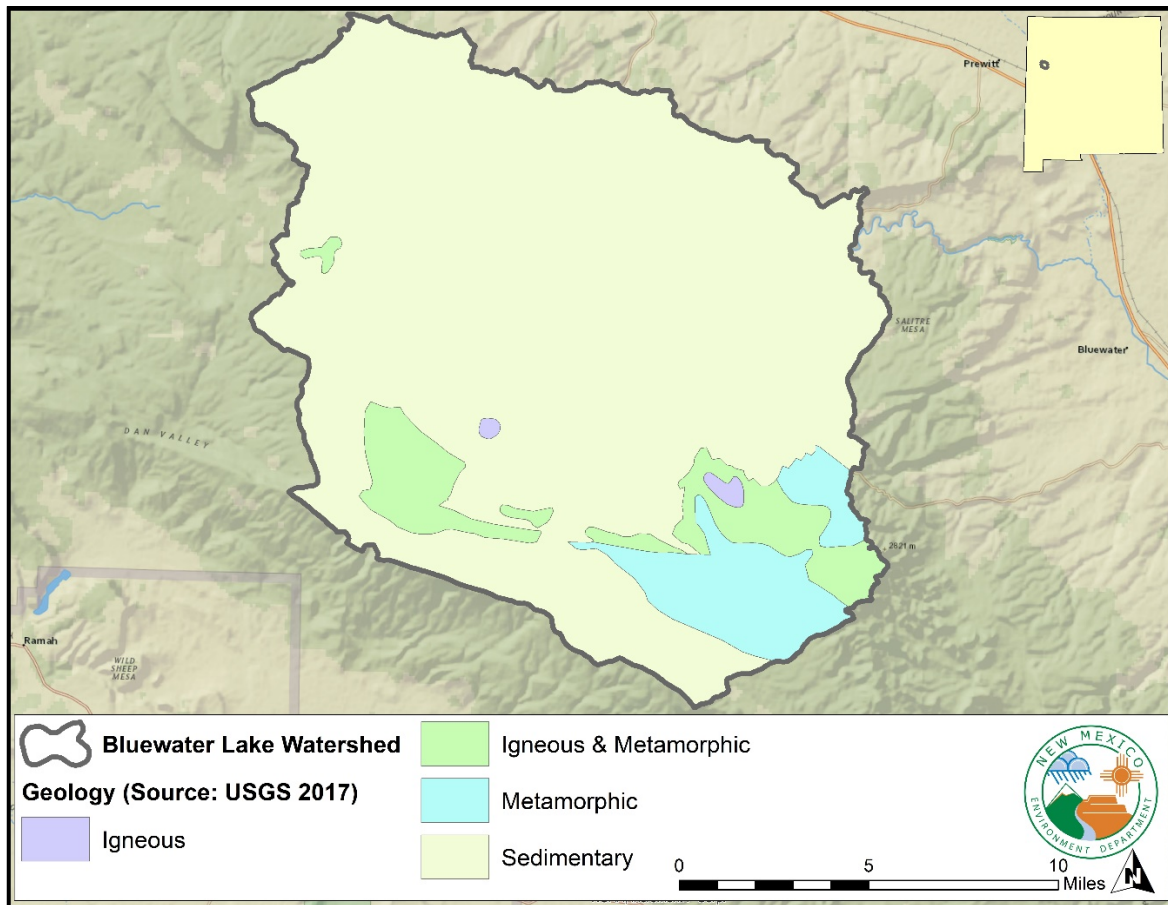 Prewitt
SALITRE
MESA
Bluewater
DAN VALLEY
2821 m
Ramah
WILD
SHEEP
MESA
Bluewater Lake Watershed
Geology (Source: USGS 2017)
Igneous
Igneous & Metamorphic
Metamorphic
Sedimentary
NEW MEXICO
ENVIRONMENT DEPARTMENT
N
0 5 10
Miles